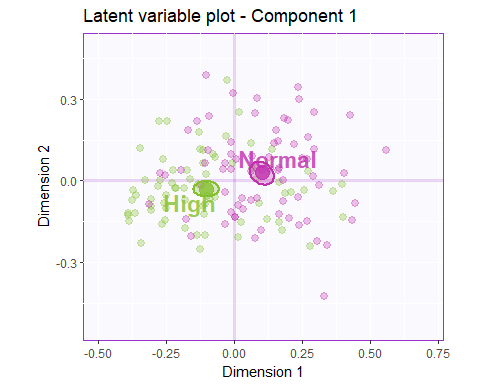 Latent variable plot - Component 1
Dimension 2
0.3
0.0
-0.3
Normal
High
-0.50
-0.25
0.00
0.25
0.50
0.75
Dimension 1